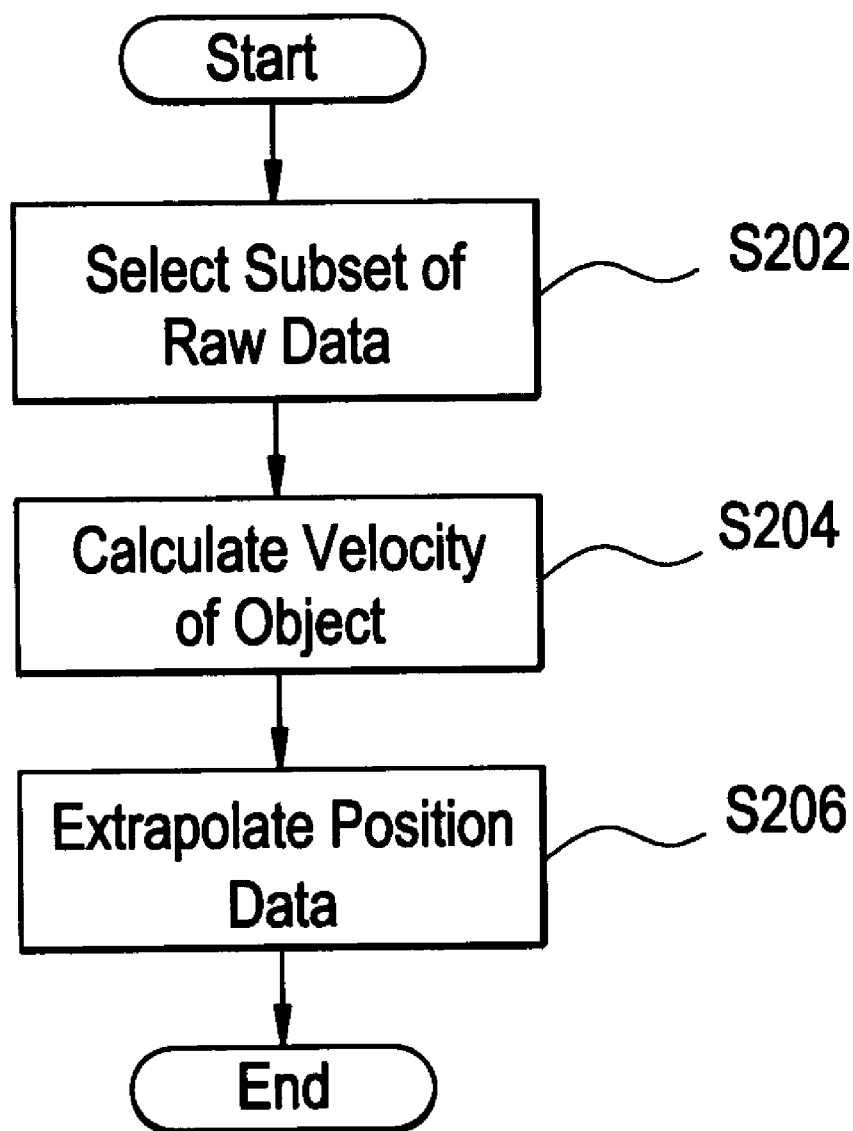 Start
Select Subset of
Raw Data
S202
Calculate Velocity
of Object
S204
Extrapolate Position
Data
S206
End